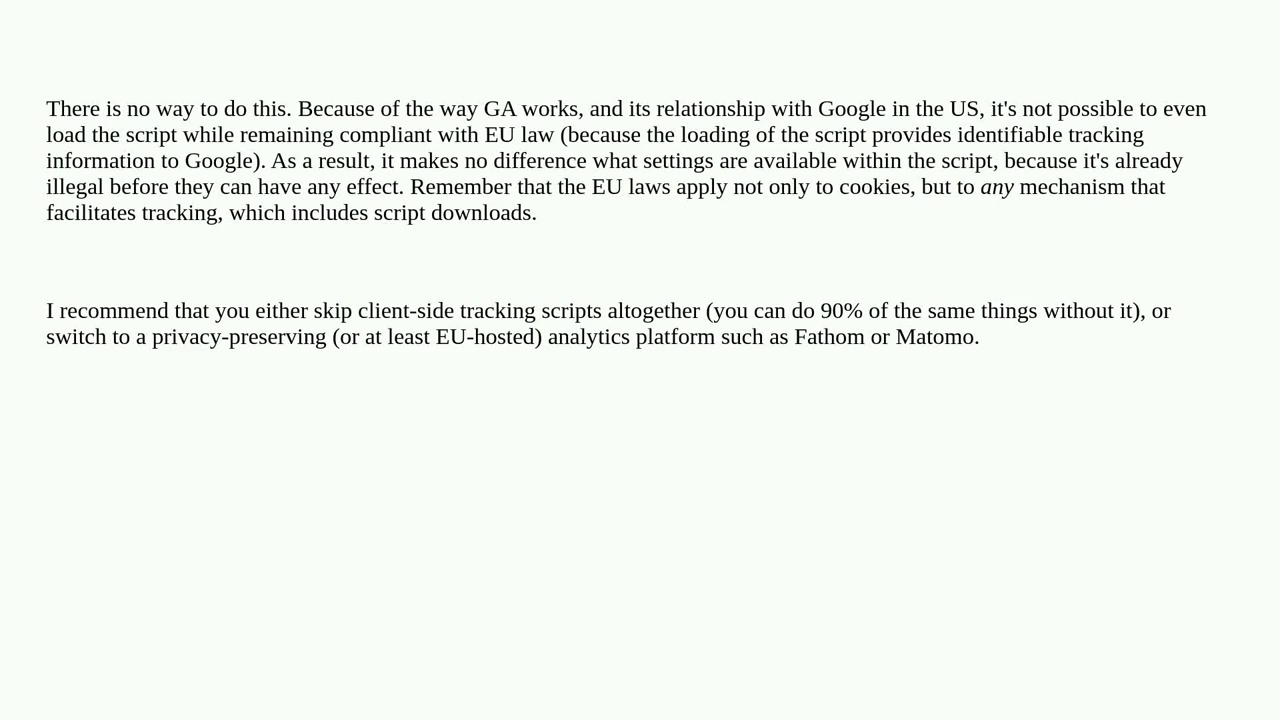 There is no way to do this. Because of the way GA works, and its relationship with Google in the US, it's not possible to even
load the script while remaining compliant with EU law (because the loading of the script provides identifiable tracking
information to Google). As a result, it makes no difference what settings are available within the script, because it's already
illegal before they can have any effect. Remember that the EU laws apply not only to cookies, but to any mechanism that
facilitates tracking, which includes script downloads.
I recommend that you either skip client-side tracking scripts altogether (you can do 90% of the same things without it), or
switch to a privacy-preserving (or at least EU-hosted) analytics platform such as Fathom or Matomo.